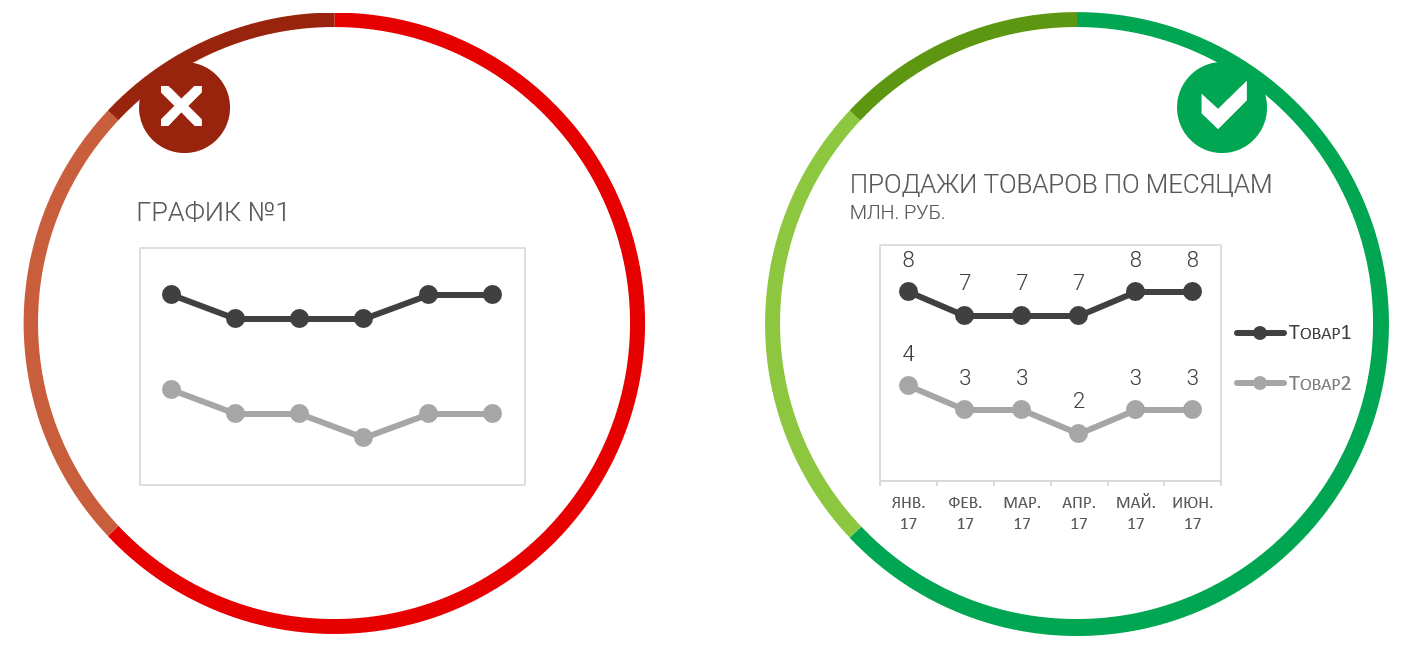 ГРАФИК №1
ПРОДАЖИ ТОВАРОВ ПО МЕСЯЦАМ
МЛН. РУБ.
8 7 7 7 8 8
4 3 3 2 3 3
Товар1
Товар2
ЯНВ. ФЕВ. МАР. АПР. МАЙ. ИЮН.
17 17 17 17 17 17